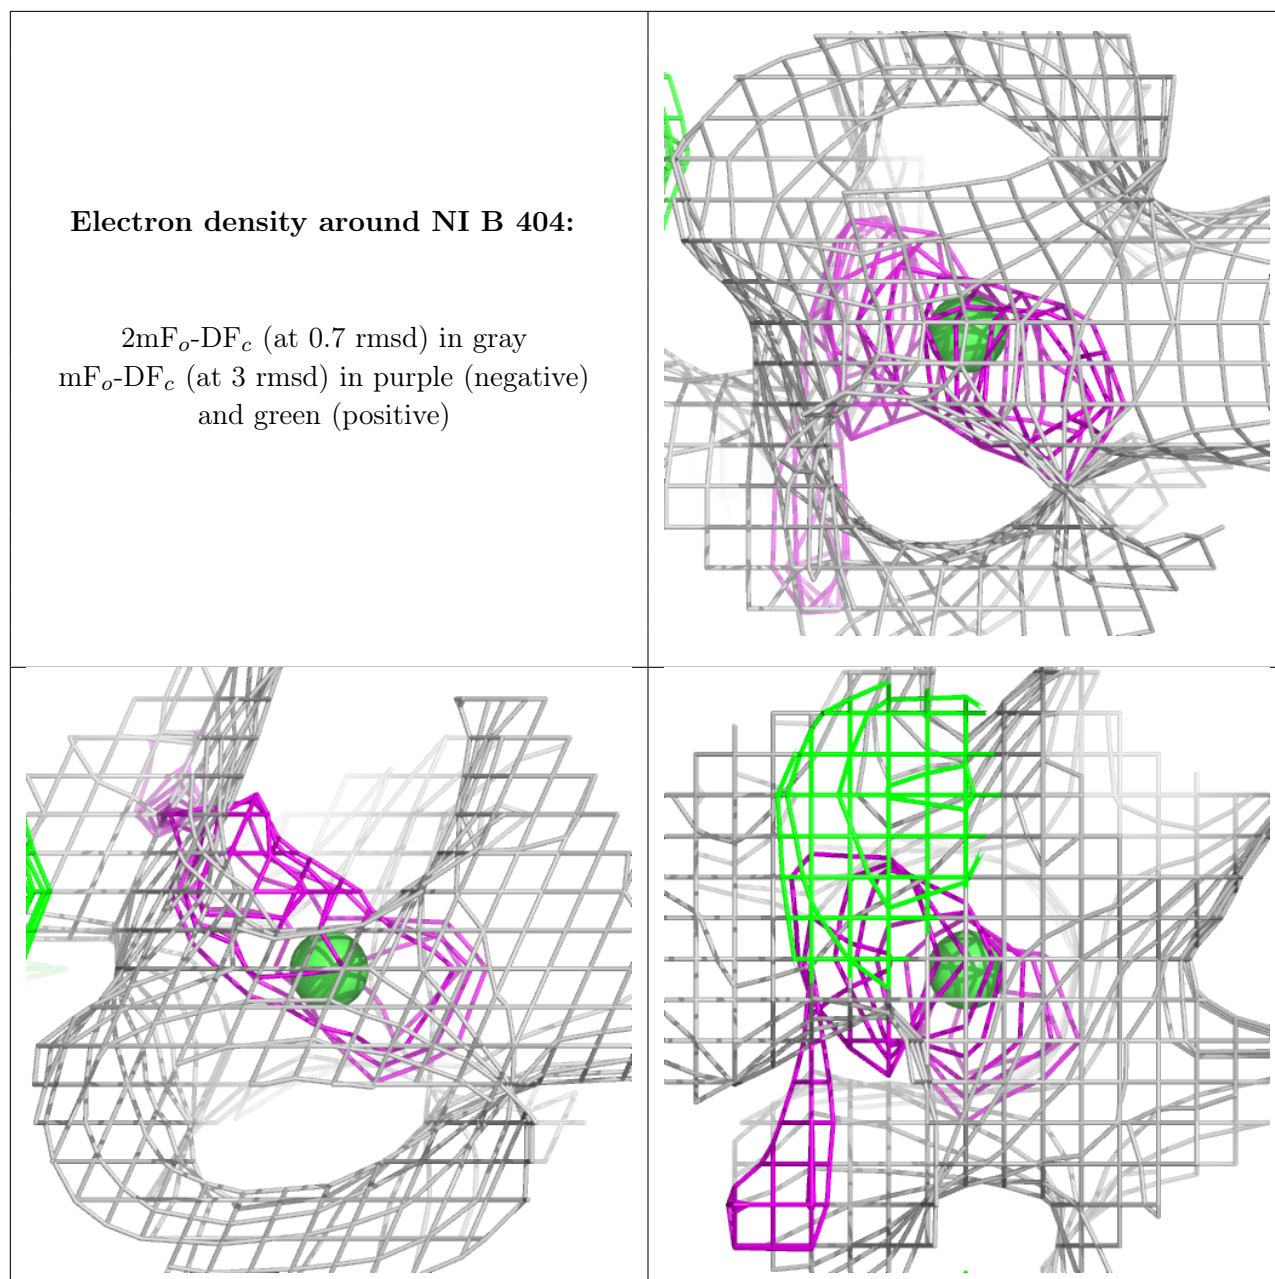 Electron density around NI B 404:
2mFo-DFc (at 0.7 rmsd) in gray
mFo-DFc (at 3 rmsd) in purple (negative)
and green (positive)